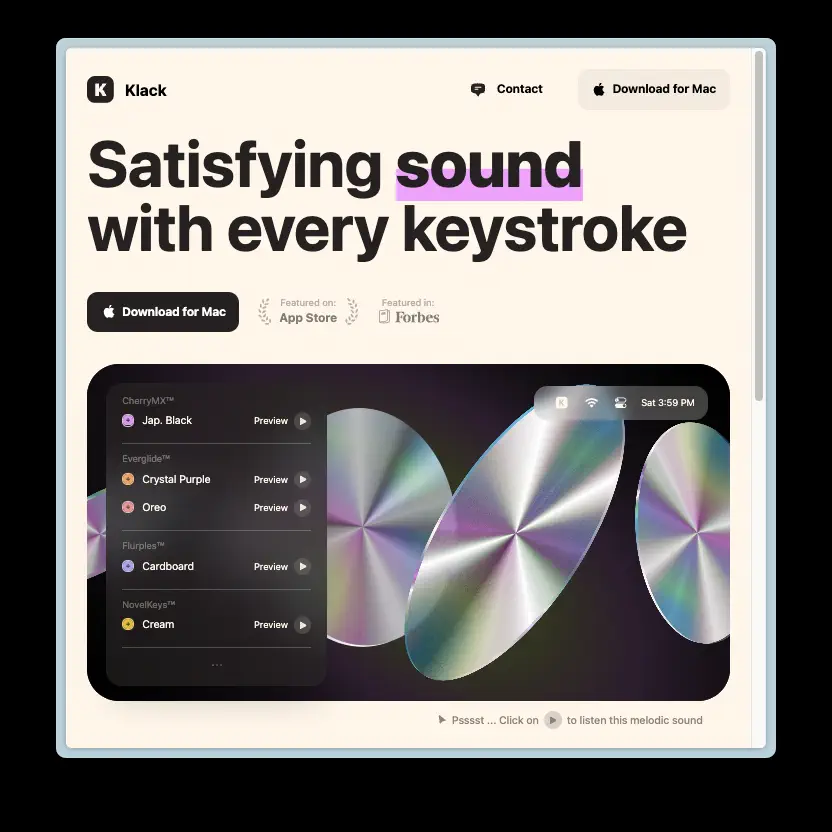 K Klack
Contact
Download for Mac
Satisfying sound
with every keystroke
Download for Mac
Featured on:
App Store
Featured in:
Forbes
K
Sat 3:59 PM
CherryMX™
Jap. Black Preview
Everglide™
Crystal Purple Preview
Oreo Preview
Flurples™
Cardboard Preview
NovelKeys™
Cream Preview
...
Psssst ... Click on to listen this melodic sound